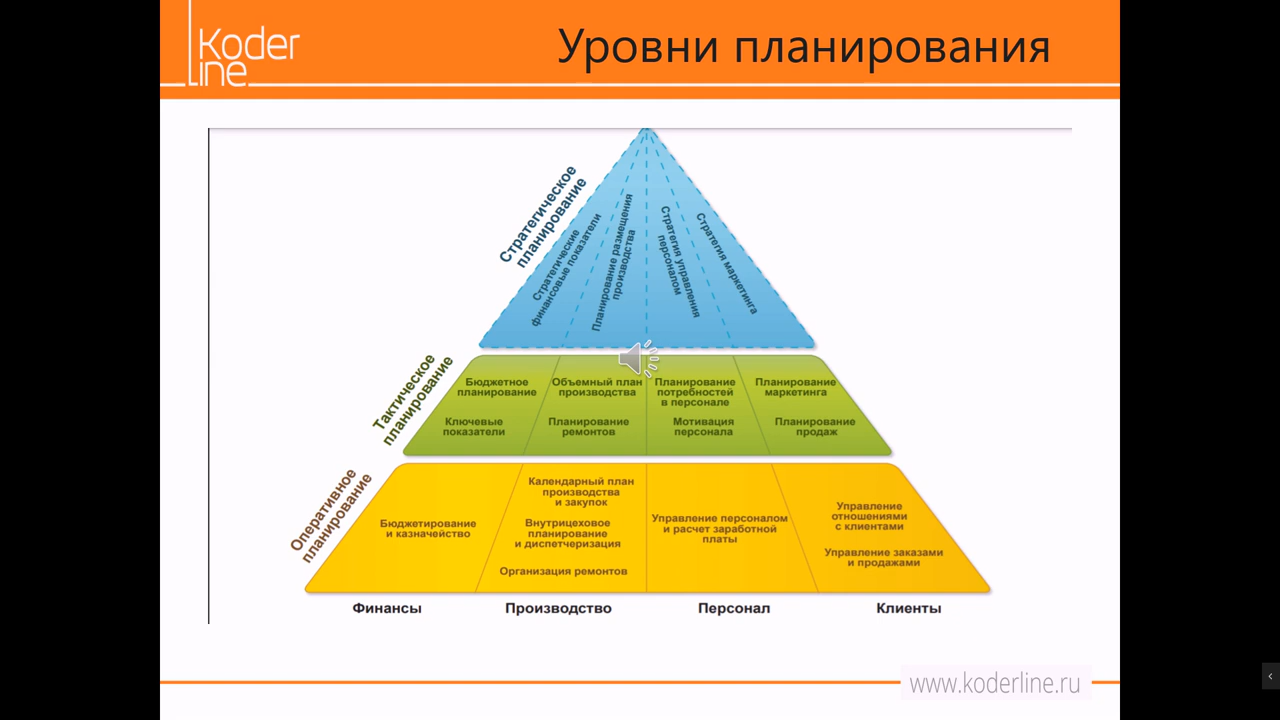 Koder
line
Уровни планирования
Стратегическое
планирование
Стратегические
финансовые показатели
Планирование размещения
производства
Стратегия управления
персоналом
Стратегия маркетинга
Тактическое
планирование
Бюджетное
планирование
Ключевые
показатели
Объемный план
производства
Планирование
ремонтов
Планирование
потребностей
в персонале
Мотивация
персонала
Планирование
маркетинга
Планирование
продаж
Оперативное
планирование
Бюджетирование
и казначейство
Календарный план
производства
и закупок
Внутрицеховое
планирование
и диспетчеризация
Организация ремонтов
Управление персоналом
и расчет заработной
платы
Управление
отношениями
с клиентами
Управление заказами
и продажами
Финансы
Производство
Персонал
Клиенты
www.koderline.ru